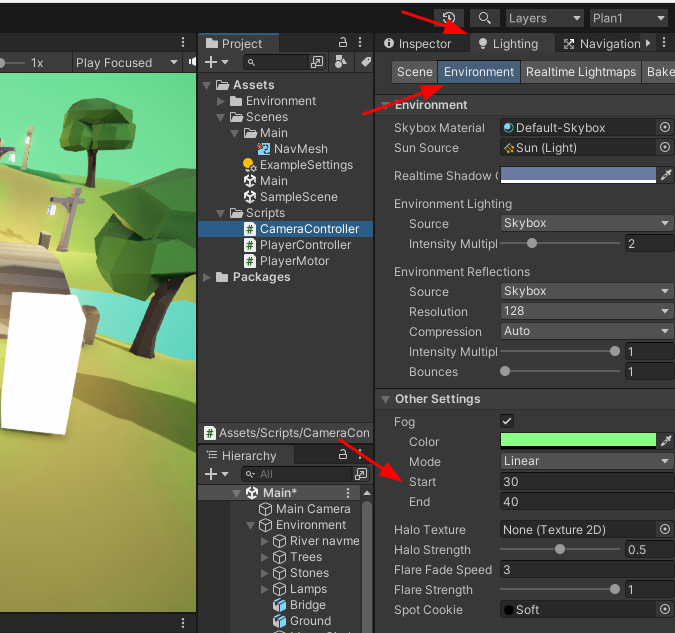 Layers
Plan1
1x
Play Focused
Project
Inspector
Lighting
Navigation
Scene
Environment
Realtime Lightmaps
Bake
Assets
Environment
Scenes
Main
NavMesh
ExampleSettings
Main
SampleScene
Scripts
CameraController
PlayerController
PlayerMotor
Packages
Assets/Scripts/CameraCon
Hierarchy
All
Main*
Main Camera
Environment
River navme
Trees
Stones
Lamps
Bridge
Ground
Environment
Skybox Material
Default-Skybox
Sun Source
Sun (Light)
Realtime Shadow C
Environment Lighting
Source
Skybox
Intensity Multipl
2
Environment Reflections
Source
Skybox
Resolution
128
Compression
Auto
Intensity Multipl
1
Bounces
1
Other Settings
Fog
Color
Mode
Linear
Start
30
End
40
Halo Texture
None (Texture 2D)
Halo Strength
0.5
Flare Fade Speed
3
Flare Strength
1
Spot Cookie
Soft